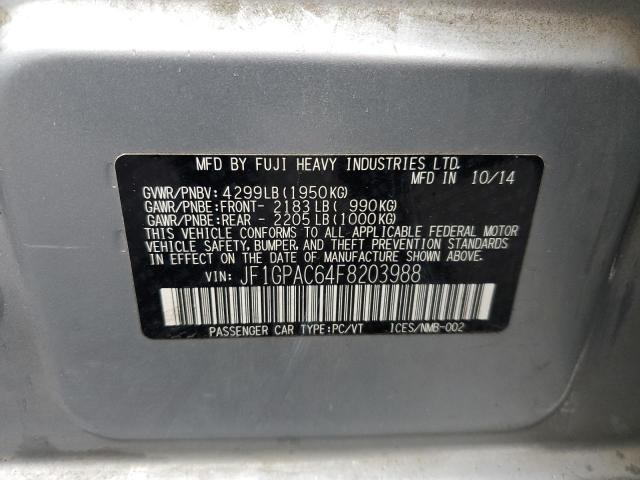 MFD BY FUJI HEAVY INDUSTRIES LTD.
MFD IN 10/14
GVWR/PNBV: 4299LB(1950KG)
GAWR/PNBE:FRONT- 2183LB( 990KG)
GAWR/PNBE:REAR - 2205LB(1000KG)
THIS VEHICLE CONFORMS TO ALL APPLICABLE FEDERAL MOTOR
VEHICLE SAFETY, BUMPER, AND THEFT PREVENTION STANDARDS
IN EFFECT ON THE DATE OF MANUFACTURE SHOWN ABOVE.
VIN: JF1GPAC64F8203988
PASSENGER CAR TYPE:PC/VT ICES/NMB-002